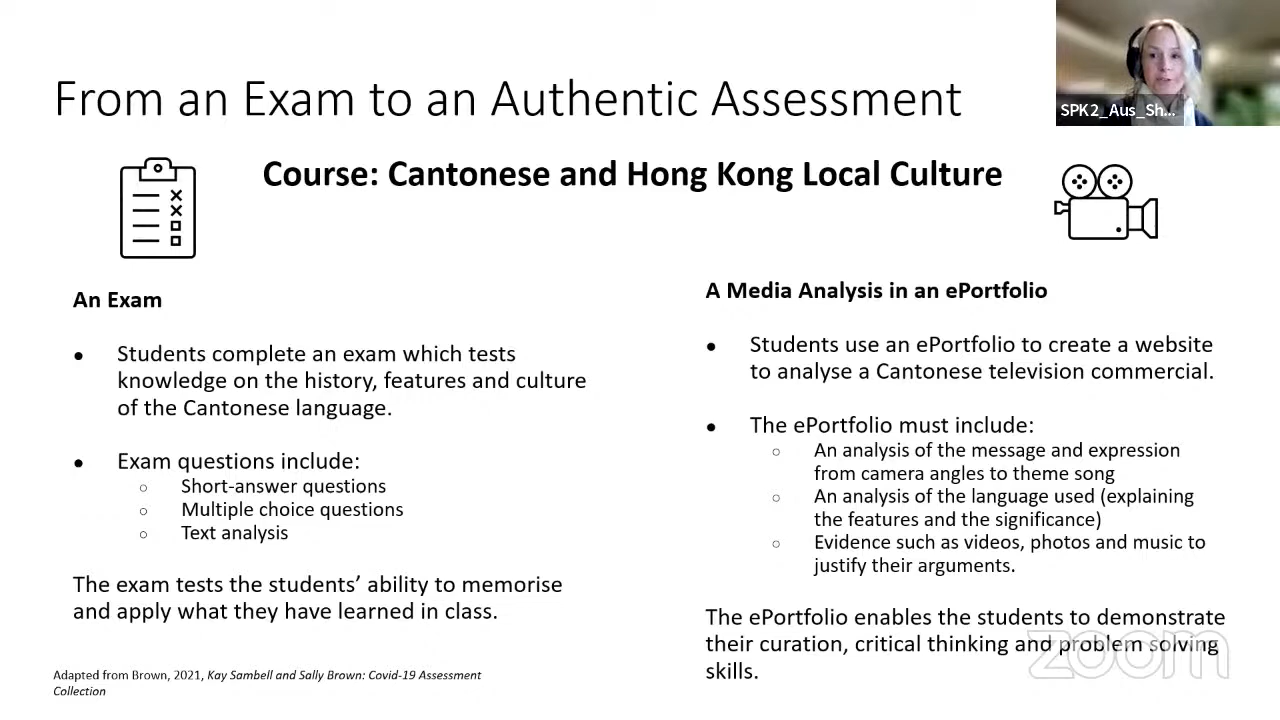 From an Exam to an Authentic Assessment
SPK2_Aus_Sh...
Course: Cantonese and Hong Kong Local Culture
An Exam
● Students complete an exam which tests
knowledge on the history, features and culture
of the Cantonese language.
● Exam questions include:
○ Short-answer questions
○ Multiple choice questions
○ Text analysis
The exam tests the students’ ability to memorise
and apply what they have learned in class.
Adapted from Brown, 2021, Kay Sambell and Sally Brown: Covid-19 Assessment
Collection
A Media Analysis in an ePortfolio
● Students use an ePortfolio to create a website
to analyse a Cantonese television commercial.
● The ePortfolio must include:
○ An analysis of the message and expression
from camera angles to theme song
○ An analysis of the language used (explaining
the features and the significance)
○ Evidence such as videos, photos and music to
justify their arguments.
The ePortfolio enables the students to demonstrate
their curation, critical thinking and problem solving
skills.
zoom